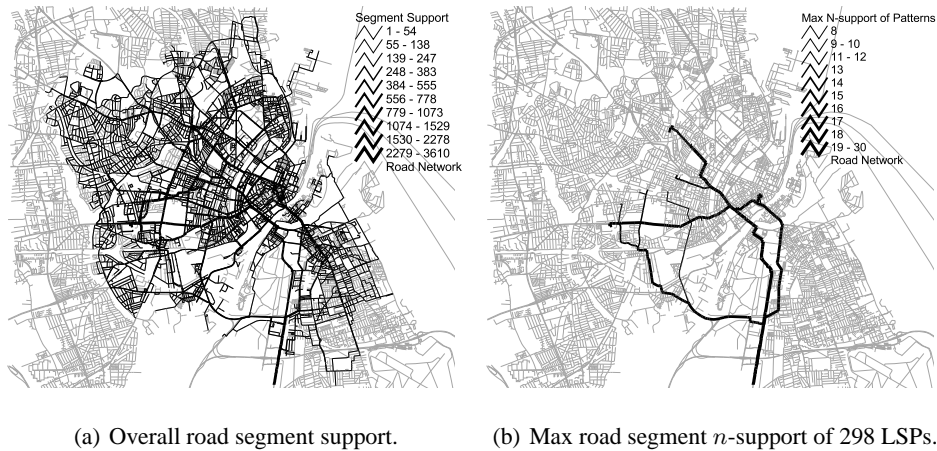 Segment Support
1 - 54
55 - 138
139 - 247
248 - 383
384 - 555
556 - 778
779 - 1073
1074 - 1529
1530 - 2278
2279 - 3610
Road Network
Max N-support of Patterns
8
9 - 10
11 - 12
13
14
15
16
17
18
19 - 30
Road Network
(a) Overall road segment support.
(b) Max road segment n-support of 298 LSPs.